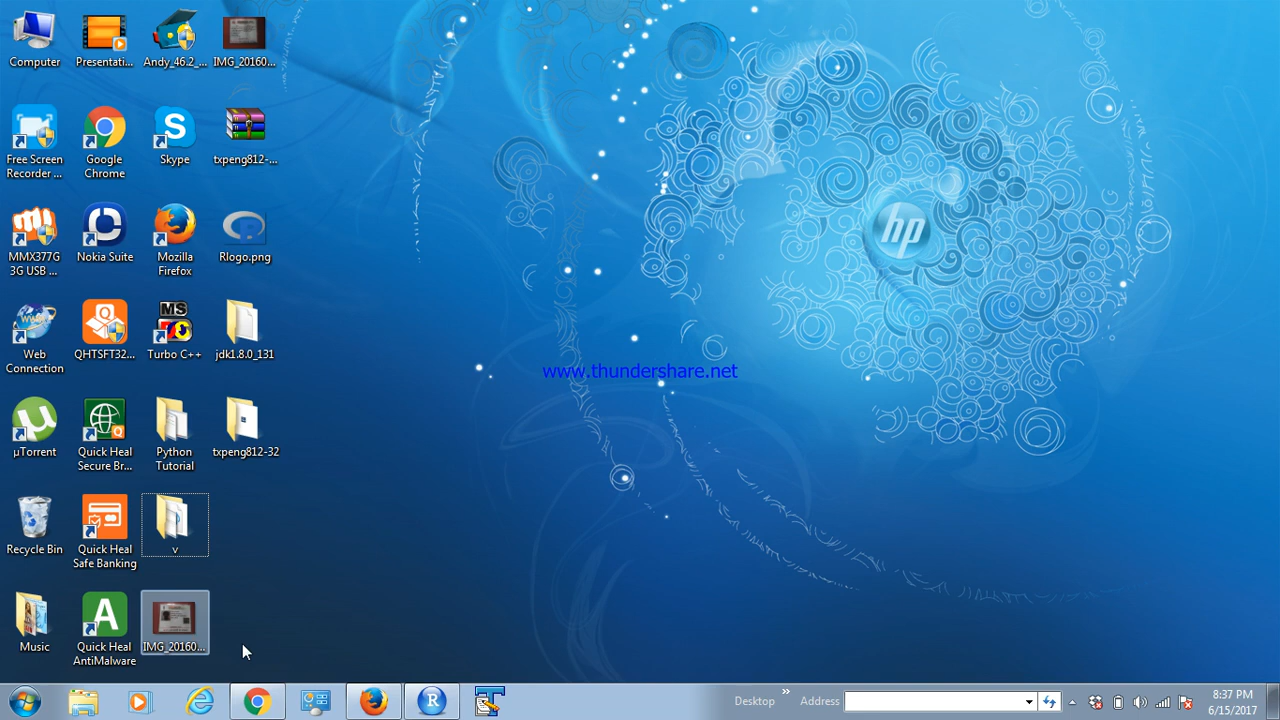 Computer
Presentati...
Andy_46.2_...
IMG_20160...
Free Screen
Recorder ...
Google
Chrome
Skype
txpeng812-...
MMX377G
3G USB ...
Nokia Suite
Mozilla
Firefox
Rlogo.png
Web
Connection
QHTSFT32...
MS
Turbo C++
jdk1.8.0_131
µTorrent
Quick Heal
Secure Br...
Python
Tutorial
txpeng812-32
Recycle Bin
Quick Heal
Safe Banking
v
Music
Quick Heal
AntiMalware
IMG_20160...
hp
www.thundershare.net
Desktop
»
Address
8:37 PM
6/15/2017